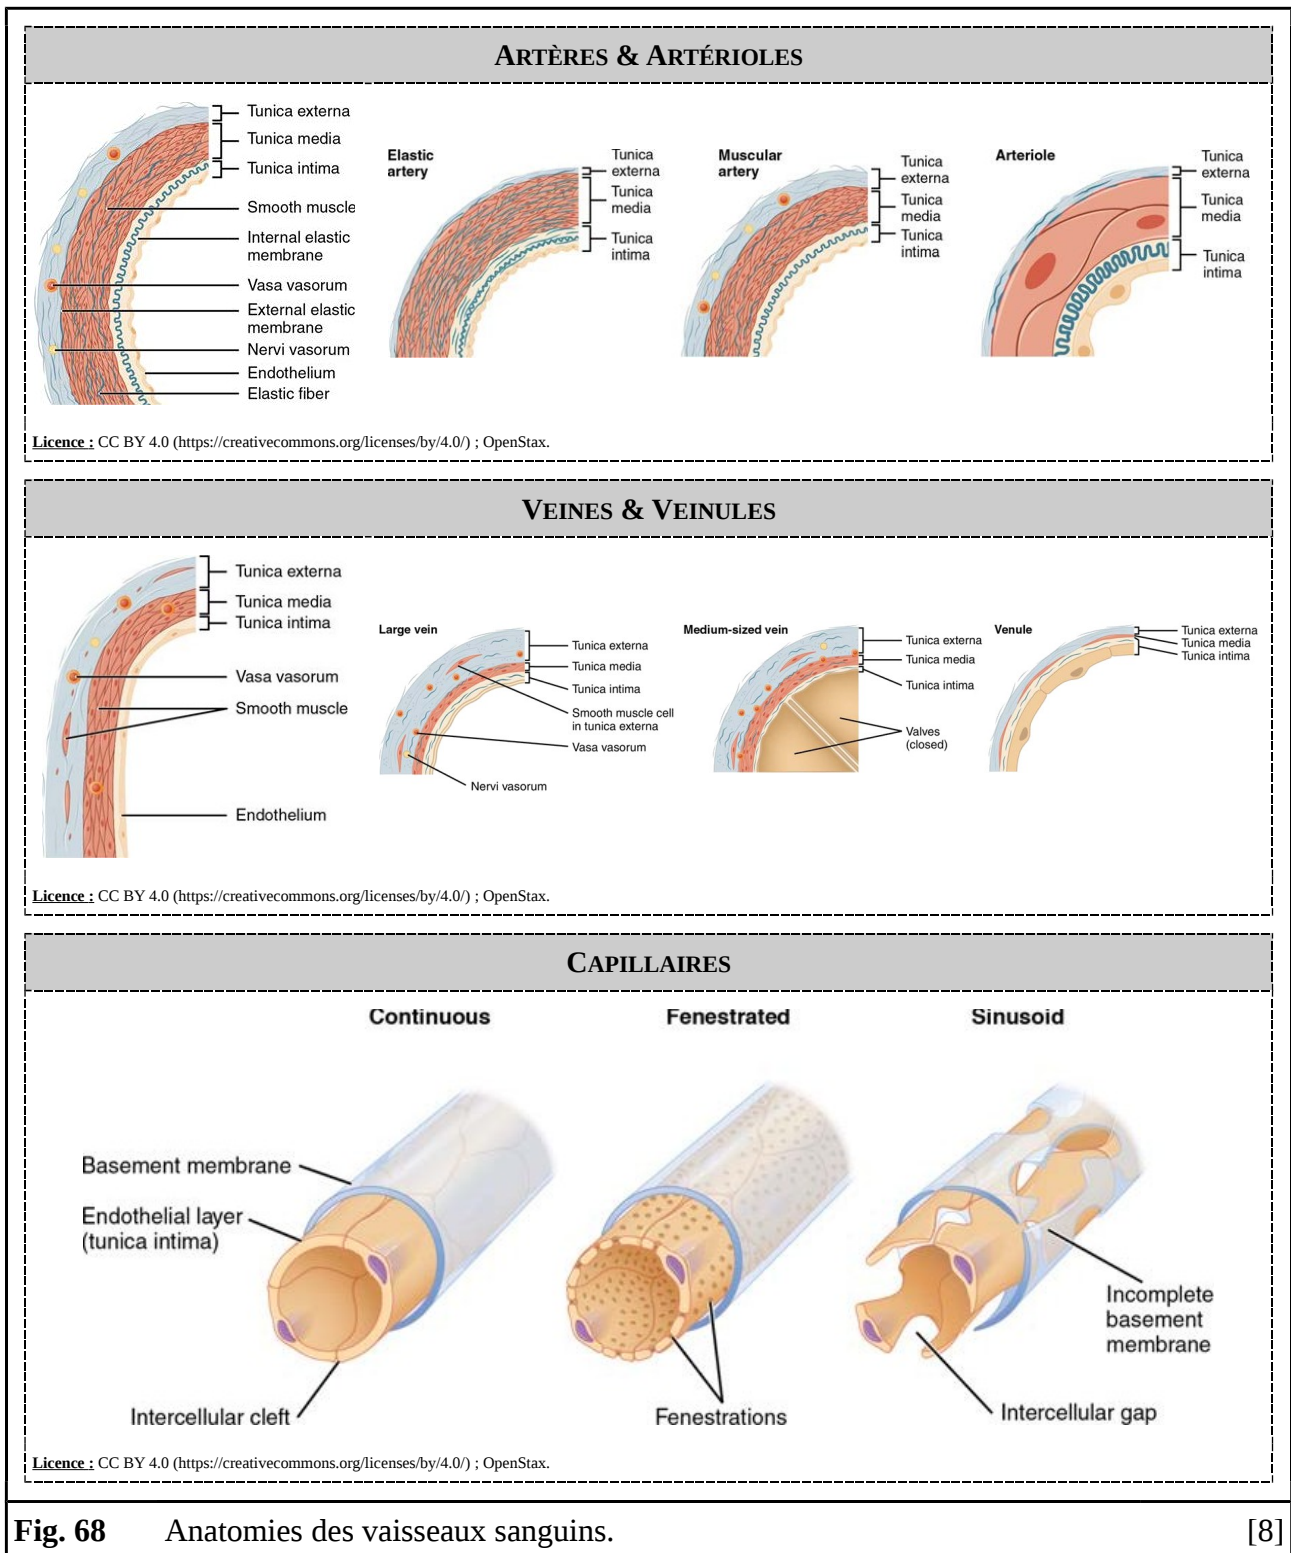 ARTÈRES & ARTÉRIOLES
Tunica externa
Tunica media
Tunica intima
Smooth muscle
Internal elastic
membrane
Vasa vasorum
External elastic
membrane
Nervi vasorum
Endothelium
Elastic fiber
Elastic
artery
Tunica
externa
Tunica
media
Tunica
intima
Muscular
artery
Tunica
externa
Tunica
media
Tunica
intima
Arteriole
Tunica
externa
Tunica
media
Tunica
intima
Licence : CC BY 4.0 (https://creativecommons.org/licenses/by/4.0/) ; OpenStax.
VEINES & VEINULES
Tunica externa
Tunica media
Tunica intima
Vasa vasorum
Smooth muscle
Endothelium
Large vein
Tunica externa
Tunica media
Tunica intima
Smooth muscle cell
in tunica externa
Vasa vasorum
Nervi vasorum
Medium-sized vein
Tunica externa
Tunica media
Tunica intima
Valves
(closed)
Venule
Tunica externa
Tunica media
Tunica intima
Licence : CC BY 4.0 (https://creativecommons.org/licenses/by/4.0/) ; OpenStax.
CAPILLAIRES
Continuous
Fenestrated
Sinusoid
Basement membrane
Endothelial layer
(tunica intima)
Intercellular cleft
Fenestrations
Incomplete
basement
membrane
Intercellular gap
Licence : CC BY 4.0 (https://creativecommons.org/licenses/by/4.0/) ; OpenStax.
Fig. 68 Anatomies des vaisseaux sanguins. [8]